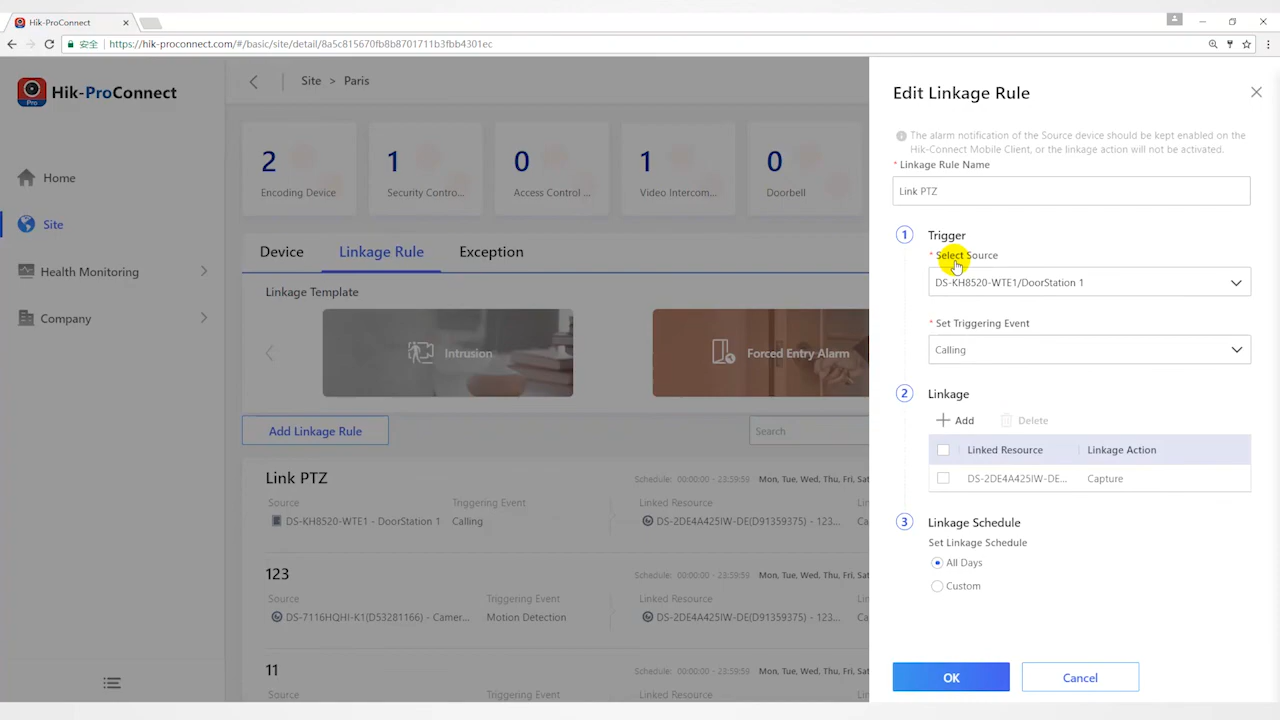 Hik-ProConnect
安全
https://hik-proconnect.com/#/basic/site/detail/8a5c815670fb8b8701711b3fbb4301ec
Pro
Hik-ProConnect
Home
Site
Health Monitoring
Company
Site > Paris
2
Encoding Device
1
Security Contro...
0
Access Control ...
1
Video Intercom...
0
Doorbell
Device
Linkage Rule
Exception
Linkage Template
Intrusion
Forced Entry Alarm
Add Linkage Rule
Search
Link PTZ
Schedule: 00:00:00 - 23:59:59 Mon, Tue, Wed, Thu, Fri, Sa
Source
Triggering Event
Linked Resource
DS-KH8520-WTE1 - DoorStation 1
Calling
DS-2DE4A425IW-DE(D91359375) - 123...
123
Schedule: 00:00:00 - 23:59:59 Mon, Tue, Wed, Thu, Fri, Sa
Source
Triggering Event
Linked Resource
DS-7116HQHI-K1(D53281166) - Camer...
Motion Detection
DS-2DE4A425IW-DE(D91359375) - 123...
11
Schedule: 00:00:00 - 23:59:59 Mon, Tue, Wed, Thu, Fri, Sa
Source
Triggering Event
Linked Resource
Edit Linkage Rule
The alarm notification of the Source device should be kept enabled on the
Hik-Connect Mobile Client, or the linkage action will not be activated.
* Linkage Rule Name
Link PTZ
1 Trigger
* Select Source
DS-KH8520-WTE1/DoorStation 1
* Set Triggering Event
Calling
2 Linkage
Add
Delete
Linked Resource
Linkage Action
DS-2DE4A425IW-DE...
Capture
3 Linkage Schedule
Set Linkage Schedule
All Days
Custom
OK
Cancel